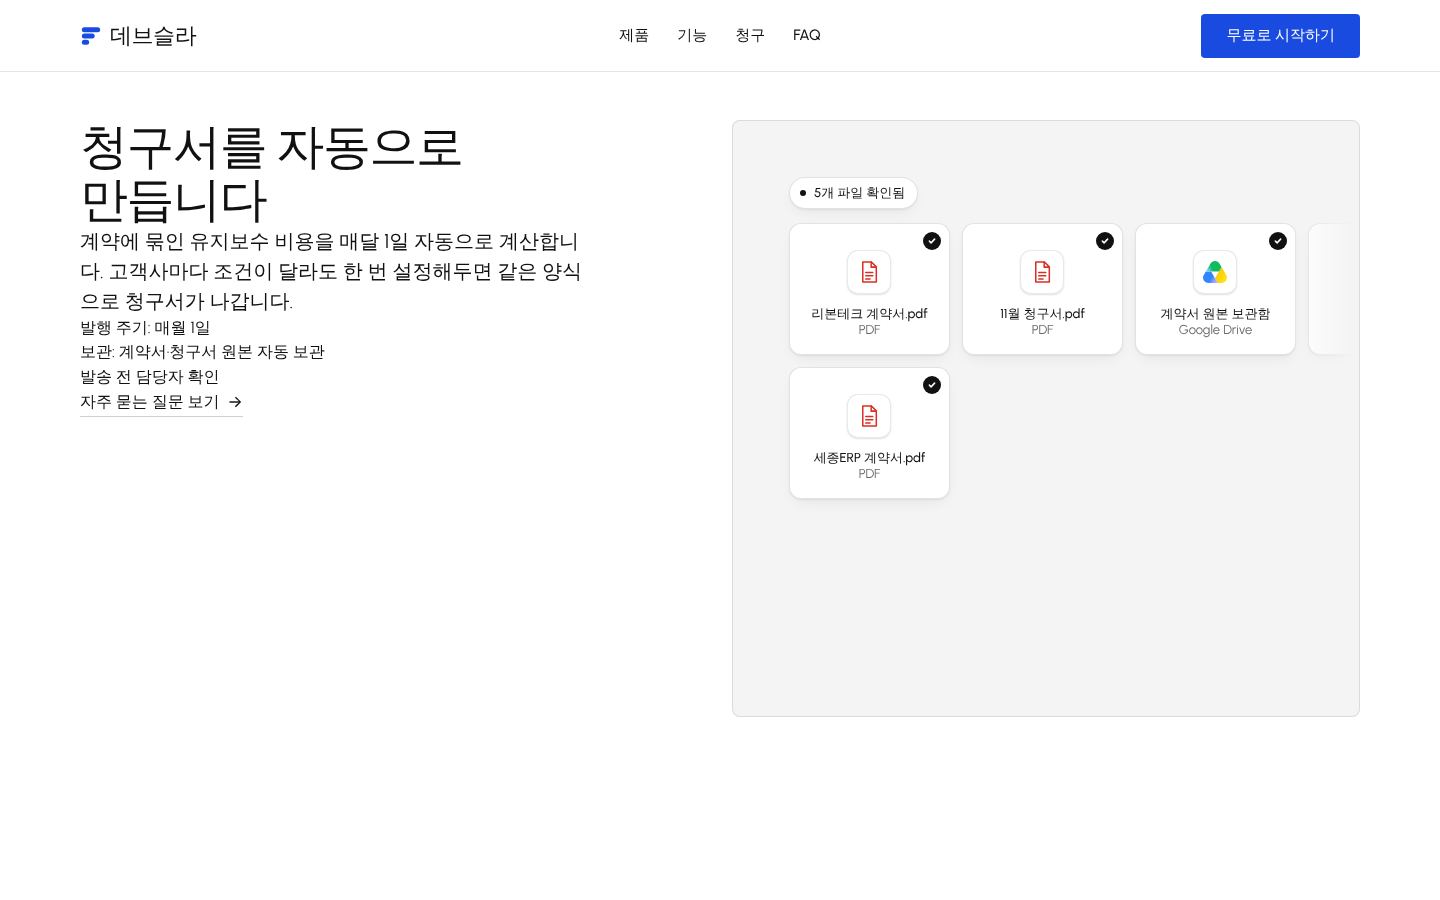 데브슬라
제품
기능
청구
FAQ
무료로 시작하기
청구서를 자동으로
만듭니다
계약에 묶인 유지보수 비용을 매달 1일 자동으로 계산합니
다. 고객사마다 조건이 달라도 한 번 설정해두면 같은 양식
으로 청구서가 나갑니다.
발행 주기: 매월 1일
보관: 계약서·청구서 원본 자동 보관
발송 전 담당자 확인
자주 묻는 질문 보기 →
5개 파일 확인됨
리본테크 계약서.pdf
PDF
11월 청구서.pdf
PDF
계약서 원본 보관함
Google Drive
세종ERP 계약서.pdf
PDF